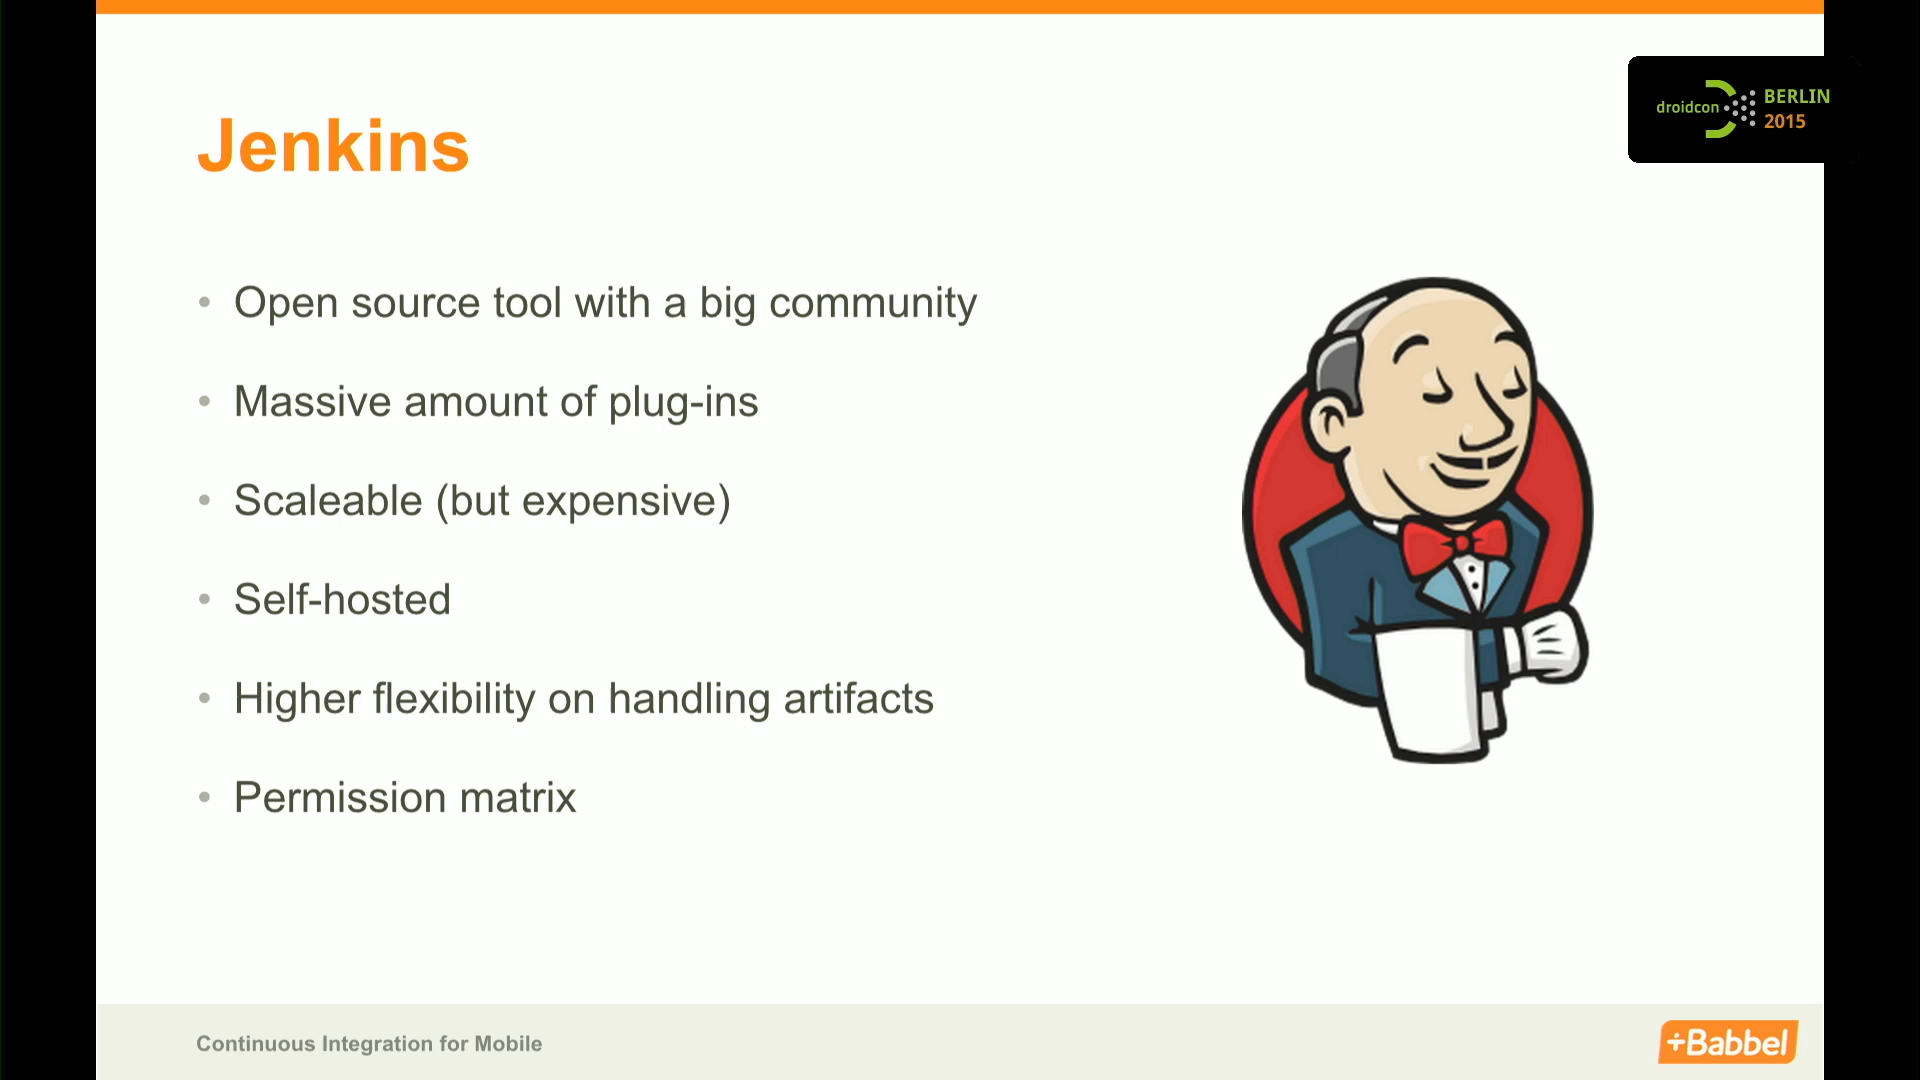 droidcon
BERLIN
2015
Jenkins
• Open source tool with a big community
• Massive amount of plug-ins
• Scaleable (but expensive)
• Self-hosted
• Higher flexibility on handling artifacts
• Permission matrix
Continuous Integration for Mobile
+Babbel